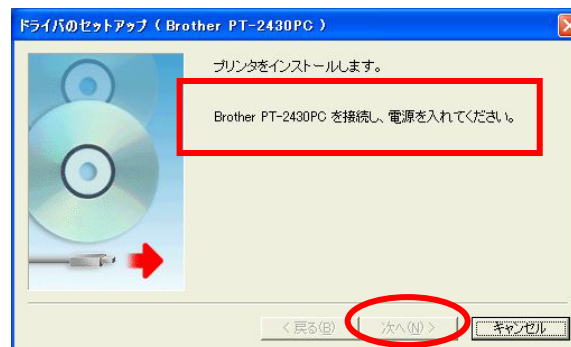 ドライバのセットアップ ( Brother PT-2430PC )
プリンタをインストールします。
Brother PT-2430PC を接続し、電源を入れてください。
< 戻る(B) 次へ(N) > キャンセル